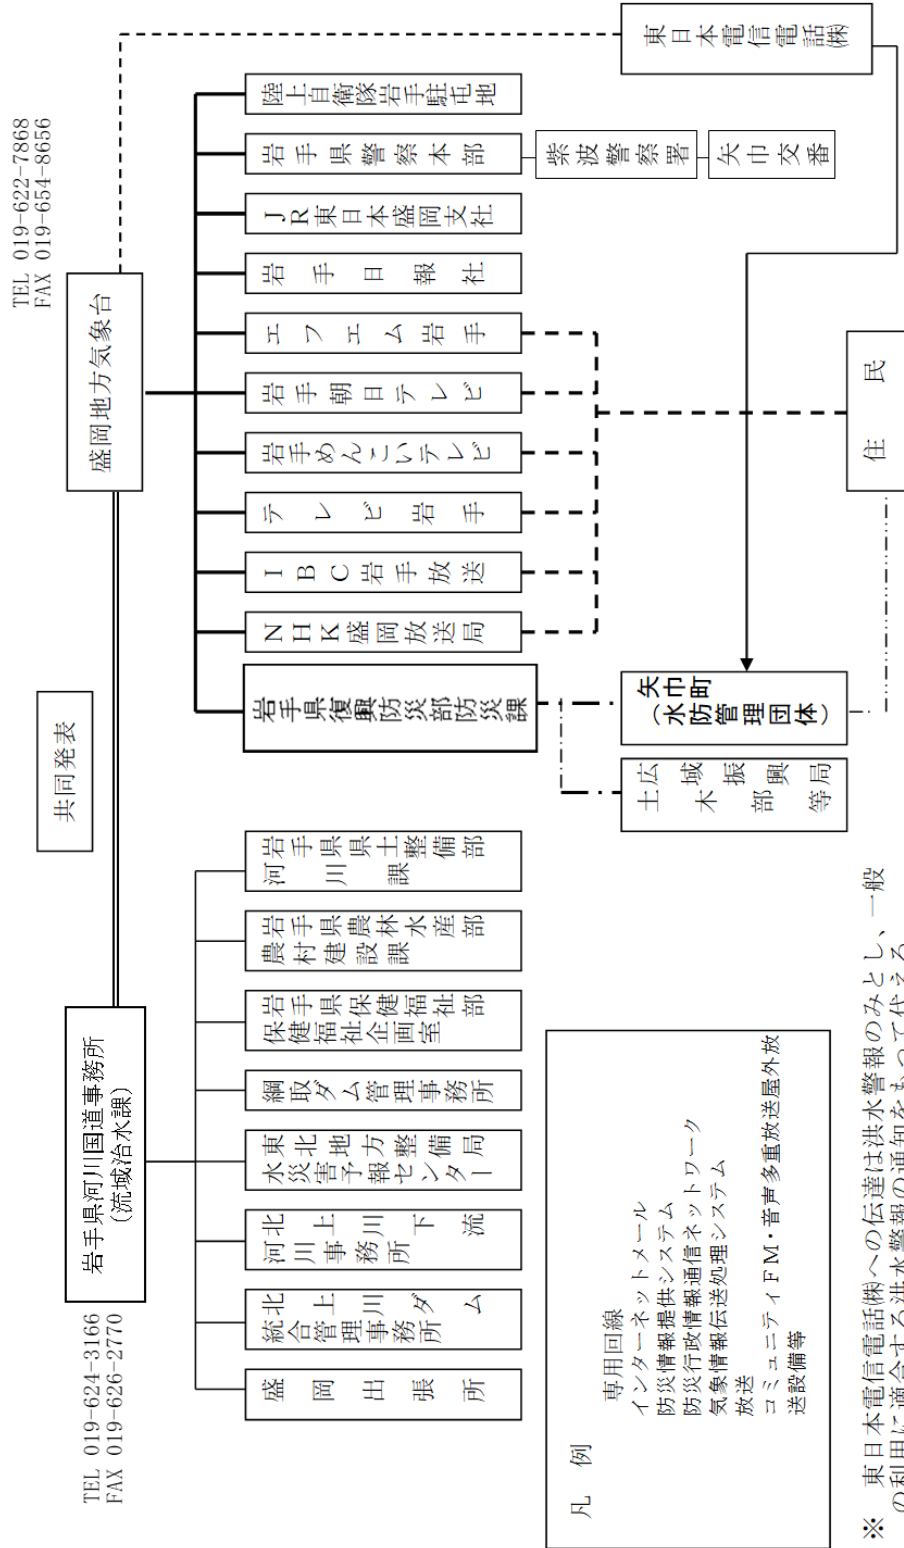 共同発表
TEL 019-624-3166
FAX 019-626-2770
岩手県河川国道事務所
(流域治水課)
盛岡地方気象台
TEL 019-622-7868
FAX 019-654-8656
盛岡出張所
北上川ダム
統合管理事務所
北上川下流
河川事務所
東北地方整備局
水災害予報センター
綱取ダム管理事務所
岩手県保健福祉部
保健福祉企画室
岩手県農林水産部
農村建設課
岩手県県土整備部
河川課
岩手県復興防災部防災課
NHK盛岡放送局
IBC岩手放送
テレビ岩手
岩手めんこいテレビ
岩手朝日テレビ
エフエム岩手
岩手日報社
JR東日本盛岡支社
岩手県警察本部
陸上自衛隊岩手駐屯地
紫波警察署
矢巾交番
東日本電信電話㈱
広域振興局
土木部等
矢巾町
(水防管理団体)
住民
凡例
専用回線
インターネットメール
防災情報提供システム
防災行政情報通信ネットワーク
気象情報伝送処理システム
放送
コミュニティFM・音声多重放送屋外放
送設備等
※ 東日本電信電話㈱への伝達は洪水警報のみとし、一般
の利用に適合する洪水警報の通知をもって代える